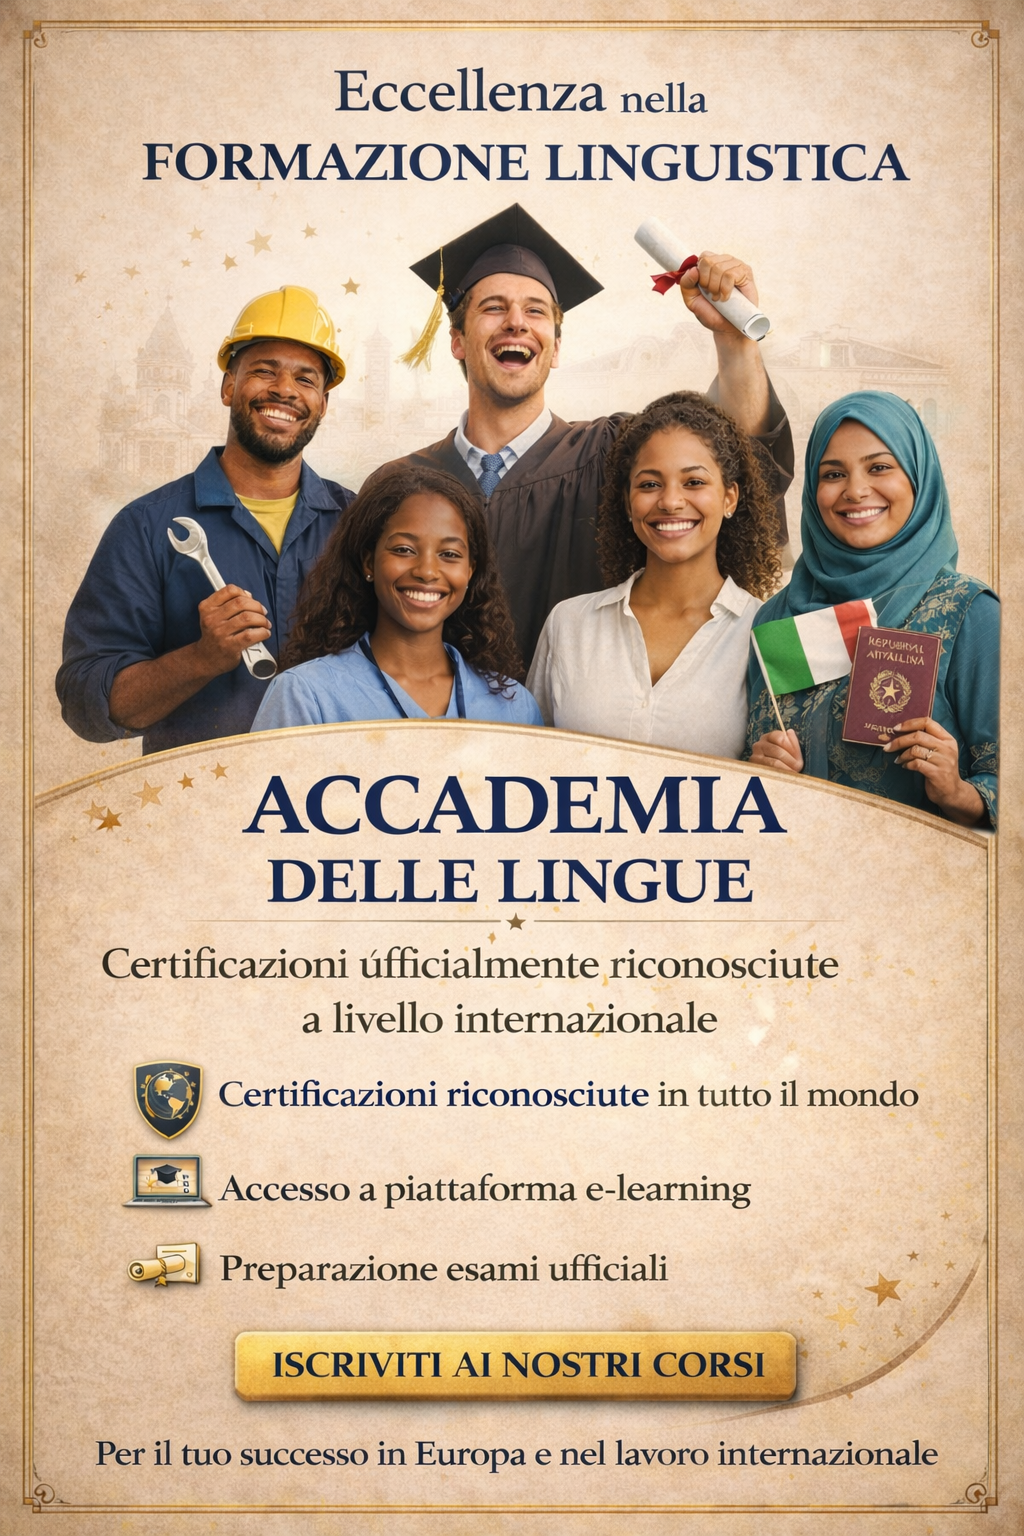 Eccellenza nella
FORMAZIONE LINGUISTICA
ACCADEMIA
DELLE LINGUE
Certificazioni úfficialmente riconosciute
a livello internazionale
Certificazioni riconosciute in tutto il mondo
Accesso a piattaforma e-learning
Preparazione esami ufficiali
ISCRIVITI AI NOSTRI CORSI
Per il tuo successo in Europa e nel lavoro internazionale